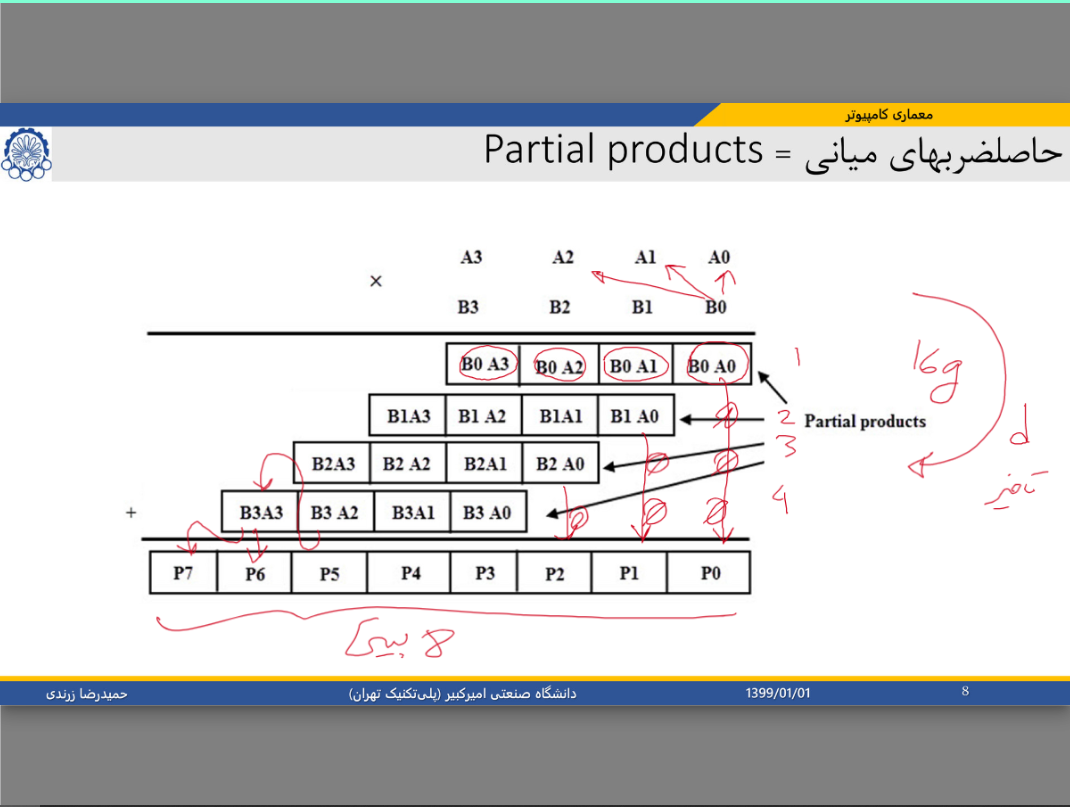 معماری کامپیوتر
حاصلضربهای میانی = Partial products
A3 A2 A1 A0
×
B3 B2 B1 B0
B0 A3 B0 A2 B0 A1 B0 A0 1
16g
B1A3 B1 A2 B1A1 B1 A0 2 Partial products
d
B2A3 B2 A2 B2A1 B2 A0 3
تاخیر
+ B3A3 B3 A2 B3A1 B3 A0 4
P7 P6 P5 P4 P3 P2 P1 P0
8 بیت
حمیدرضا زرندی دانشگاه صنعتی امیرکبیر (پلی‌تکنیک تهران) 1399/01/01 8